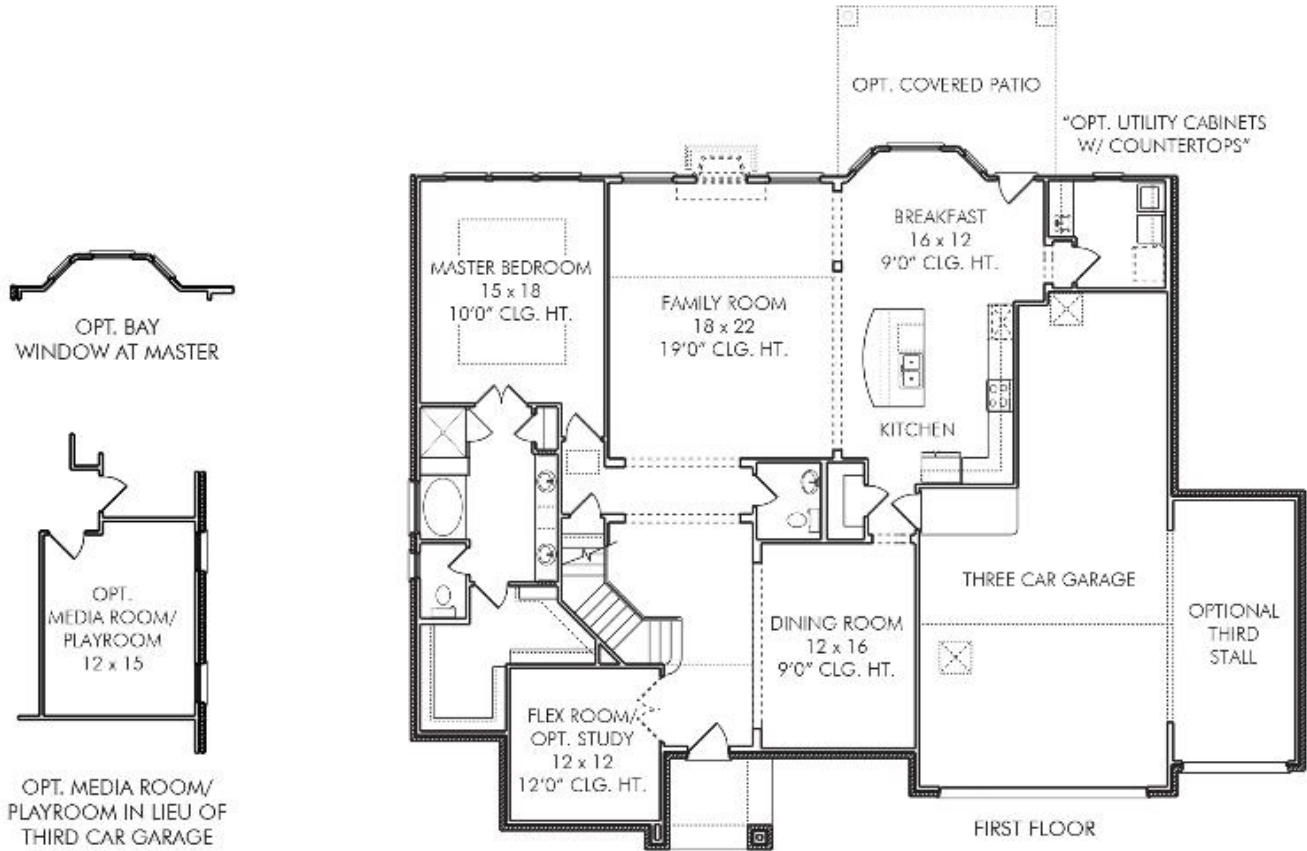 OPT. COVERED PATIO
"OPT. UTILITY CABINETS
W/ COUNTERTOPS"
BREAKFAST
16 x 12
9'0" CLG. HT.
MASTER BEDROOM
15 x 18
10'0" CLG. HT.
FAMILY ROOM
18 x 22
19'0" CLG. HT.
OPT. BAY
WINDOW AT MASTER
KITCHEN
OPT.
MEDIA ROOM/
PLAYROOM
12 x 15
THREE CAR GARAGE
OPTIONAL
THIRD
STALL
DINING ROOM
12 x 16
9'0" CLG. HT.
FLEX ROOM/
OPT. STUDY
12 x 12
12'0" CLG. HT.
OPT. MEDIA ROOM/
PLAYROOM IN LIEU OF
THIRD CAR GARAGE
FIRST FLOOR